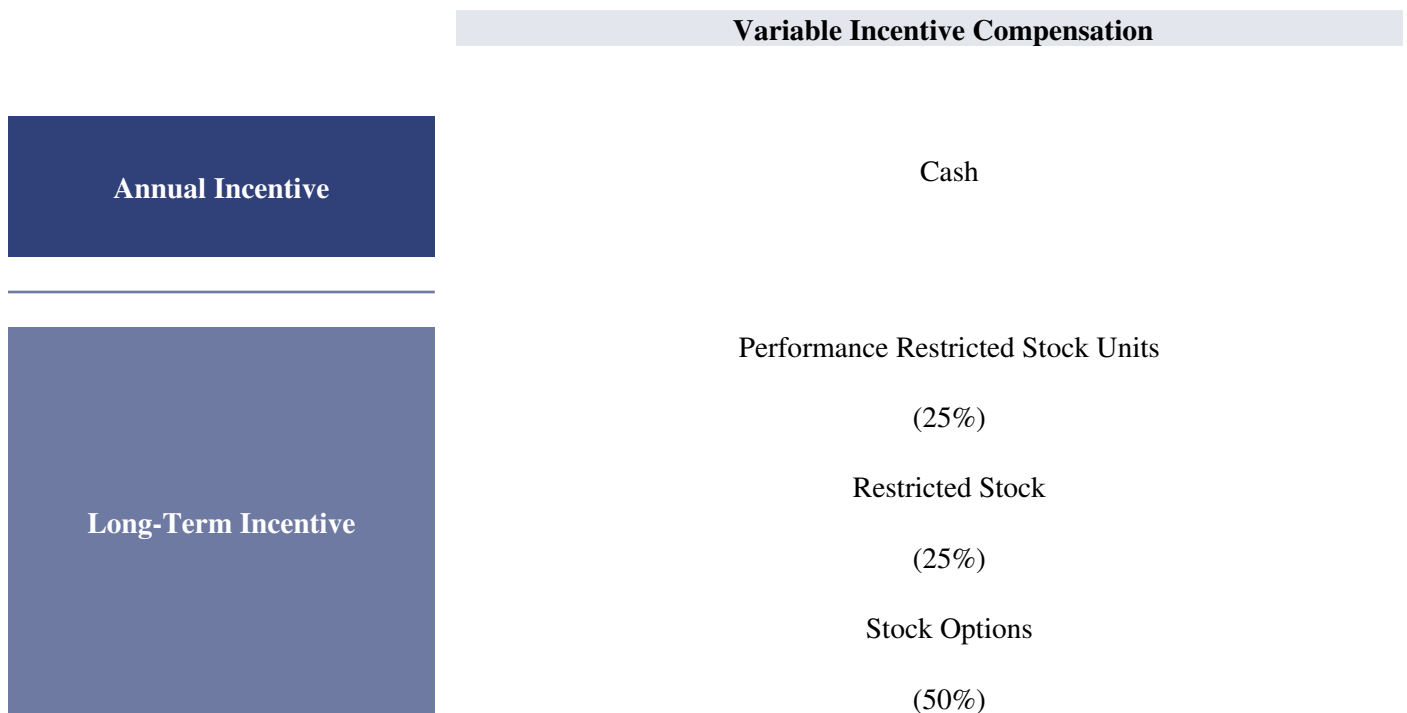 Variable Incentive Compensation
Annual Incentive
Cash
Long-Term Incentive
Performance Restricted Stock Units
(25%)
Restricted Stock
(25%)
Stock Options
(50%)